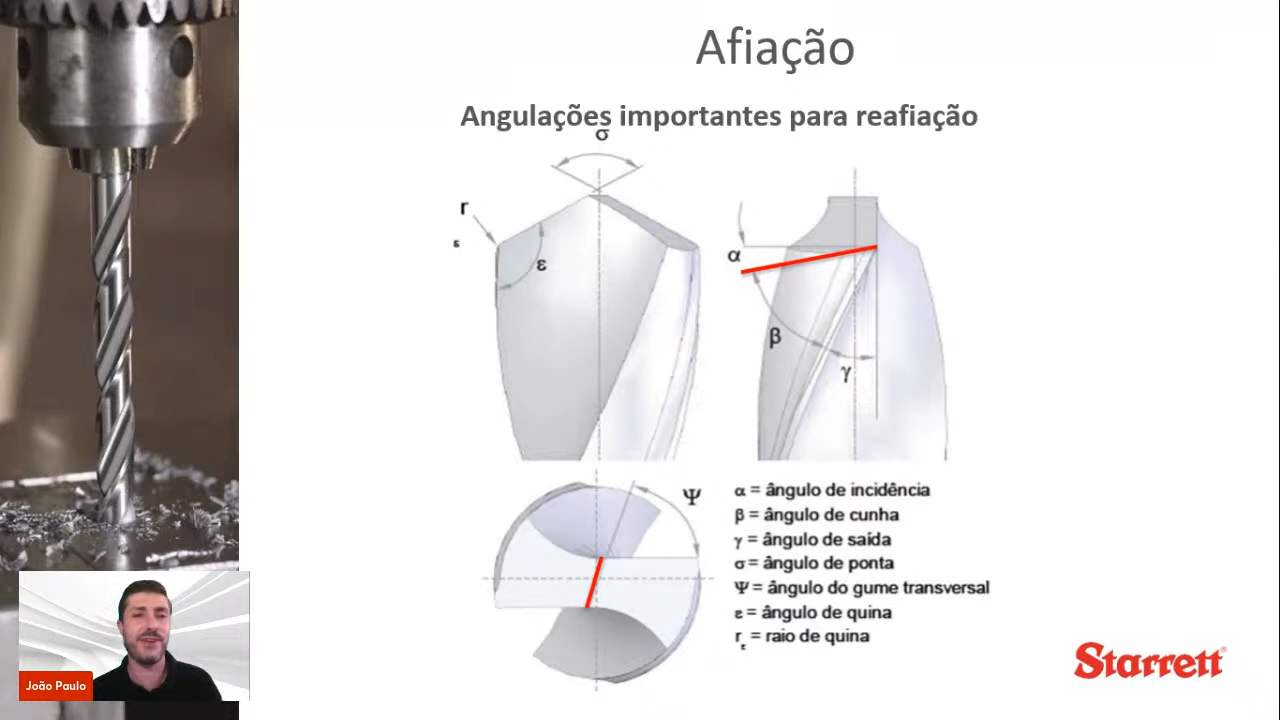 Afiação
Angulações importantes para reafiação
σ
r
ε
ε
α
β
γ
Ψ
α = ângulo de incidência
β = ângulo de cunha
γ = ângulo de saída
σ = ângulo de ponta
Ψ = ângulo do gume transversal
ε = ângulo de quina
r ε = raio de quina
João Paulo
Starrett®